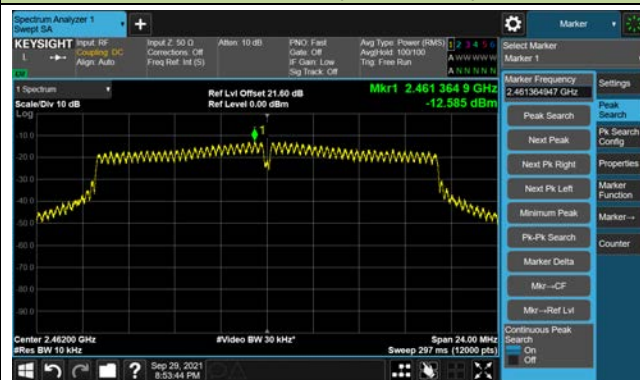 Spectrum Analyzer 1
Swept SA
Marker
KEYSIGHT
L
Input: RF
Coupling: DC
Align: Auto
Input Z: 50 Ω
Corrections: Off
Freq Ref: Int (S)
Atten: 10 dB
PNO: Fast
Gate: Off
IF Gain: Low
Sig Track: Off
Avg Type: Power (RMS)
Avg|Hold: 100/100
Trig: Free Run
1 2 3 4 5 6
A W W W W W
A N N N N N
Select Marker
Marker 1
1 Spectrum
Scale/Div 10 dB
Log
Ref Lvl Offset 21.60 dB
Ref Level 0.00 dBm
Mkr1 2.461 364 9 GHz
-12.585 dBm
1
-10.0
-20.0
-30.0
-40.0
-50.0
-60.0
-70.0
-80.0
-90.0
Center 2.46200 GHz
#Res BW 10 kHz
#Video BW 30 kHz*
Span 24.00 MHz
Sweep 297 ms (12000 pts)
Marker Frequency
2.461364947 GHz
Peak Search
Next Peak
Next Pk Right
Next Pk Left
Minimum Peak
Pk-Pk Search
Marker Delta
Mkr→CF
Mkr→Ref Lvl
Continuous Peak
Search
On
Off
Settings
Peak
Search
Pk Search
Config
Properties
Marker
Function
Marker→
Counter
Sep 29, 2021
8:53:44 PM